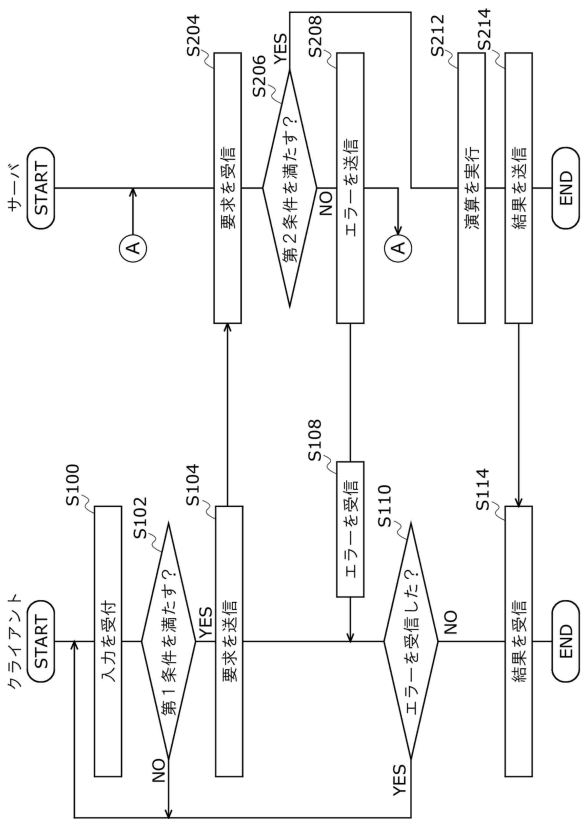 クライアント
START
S100
入力を受付
S102
第１条件を満たす？
NO
YES
S104
要求を送信
S108
エラーを受信
S110
エラーを受信した？
YES
NO
S114
結果を受信
END
サーバ
START
A
S204
要求を受信
S206
第２条件を満たす？
YES
NO
S208
エラーを送信
A
S212
演算を実行
S214
結果を送信
END